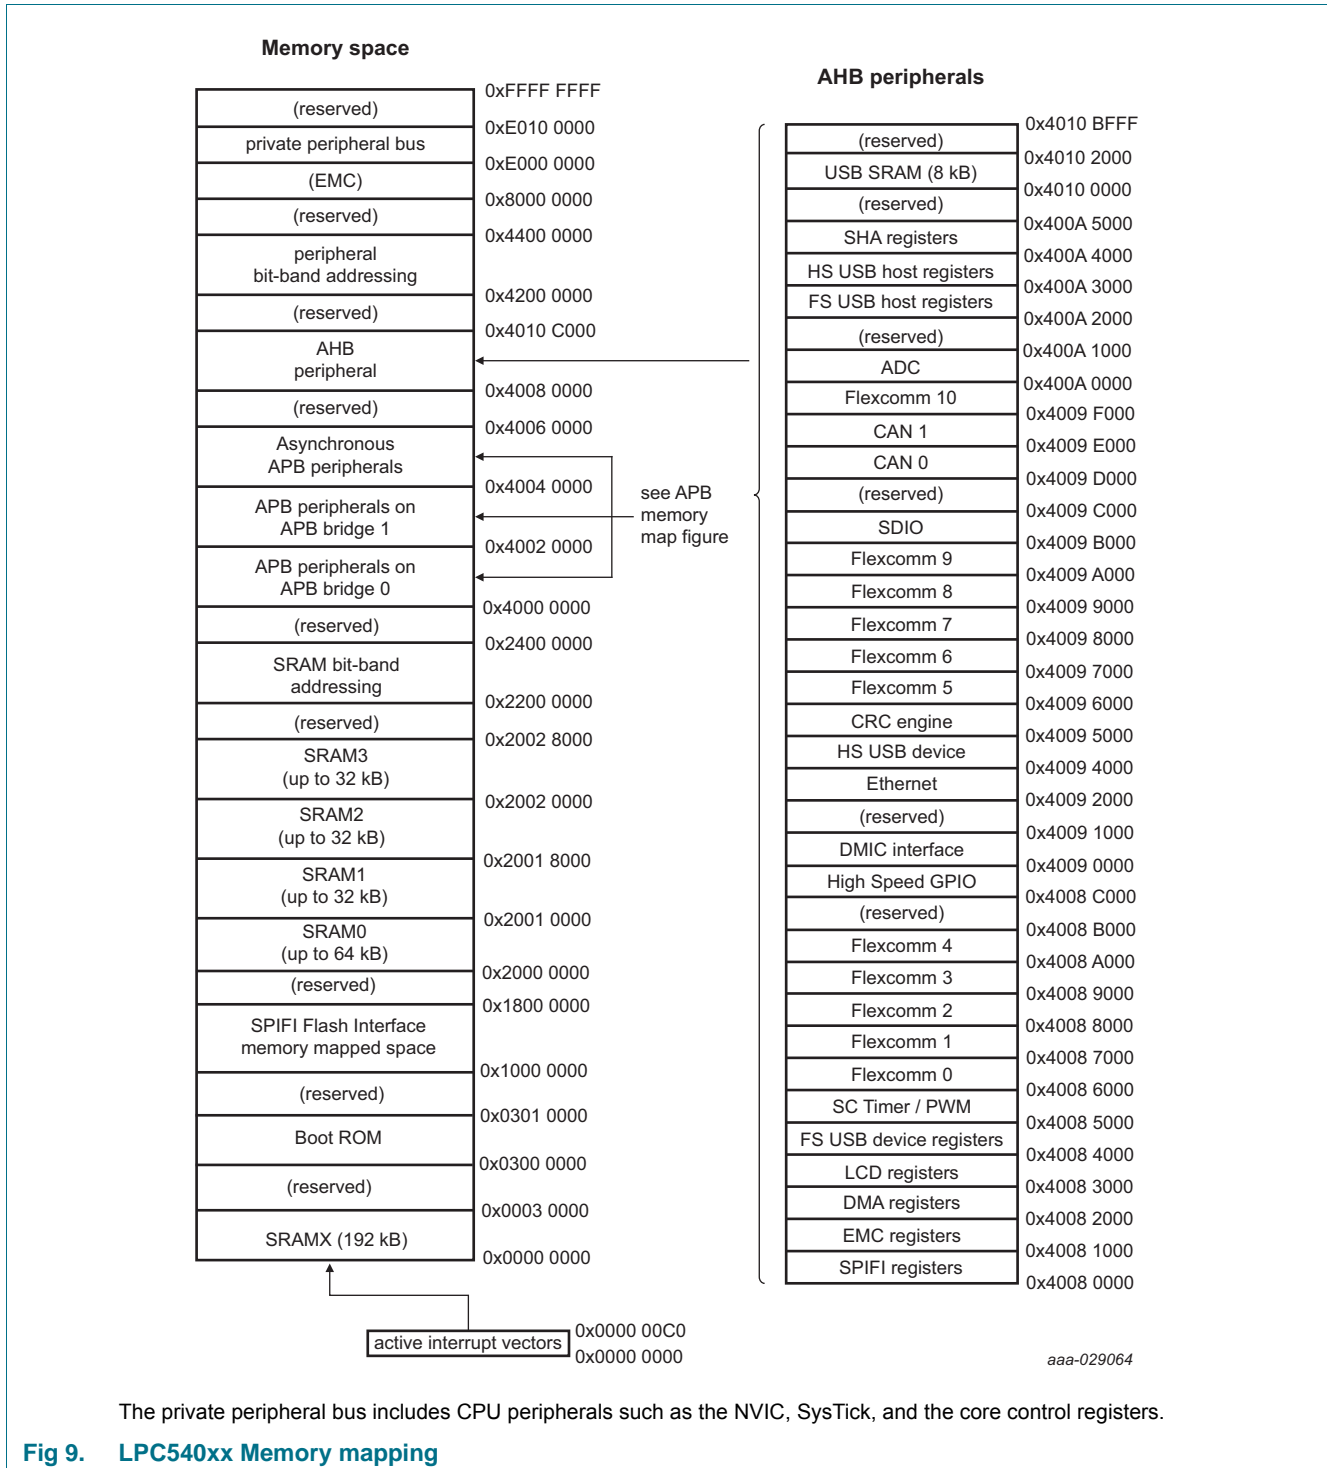 Memory space
0xFFFF FFFF
(reserved)
0xE010 0000
private peripheral bus
0xE000 0000
(EMC)
0x8000 0000
(reserved)
0x4400 0000
peripheral
bit-band addressing
0x4200 0000
(reserved)
0x4010 C000
AHB
peripheral
0x4008 0000
(reserved)
0x4006 0000
Asynchronous
APB peripherals
0x4004 0000
APB peripherals on
APB bridge 1
0x4002 0000
APB peripherals on
APB bridge 0
0x4000 0000
(reserved)
0x2400 0000
SRAM bit-band
addressing
0x2200 0000
(reserved)
0x2002 8000
SRAM3
(up to 32 kB)
0x2002 0000
SRAM2
(up to 32 kB)
0x2001 8000
SRAM1
(up to 32 kB)
0x2001 0000
SRAM0
(up to 64 kB)
0x2000 0000
(reserved)
0x1800 0000
SPIFI Flash Interface
memory mapped space
0x1000 0000
(reserved)
0x0301 0000
Boot ROM
0x0300 0000
(reserved)
0x0003 0000
SRAMX (192 kB)
0x0000 0000
active interrupt vectors
0x0000 00C0
0x0000 0000
see APB
memory
map figure
AHB peripherals
0x4010 BFFF
(reserved)
0x4010 2000
USB SRAM (8 kB)
0x4010 0000
(reserved)
0x400A 5000
SHA registers
0x400A 4000
HS USB host registers
0x400A 3000
FS USB host registers
0x400A 2000
(reserved)
0x400A 1000
ADC
0x400A 0000
Flexcomm 10
0x4009 F000
CAN 1
0x4009 E000
CAN 0
0x4009 D000
(reserved)
0x4009 C000
SDIO
0x4009 B000
Flexcomm 9
0x4009 A000
Flexcomm 8
0x4009 9000
Flexcomm 7
0x4009 8000
Flexcomm 6
0x4009 7000
Flexcomm 5
0x4009 6000
CRC engine
0x4009 5000
HS USB device
0x4009 4000
Ethernet
0x4009 2000
(reserved)
0x4009 1000
DMIC interface
0x4009 0000
High Speed GPIO
0x4008 C000
(reserved)
0x4008 B000
Flexcomm 4
0x4008 A000
Flexcomm 3
0x4008 9000
Flexcomm 2
0x4008 8000
Flexcomm 1
0x4008 7000
Flexcomm 0
0x4008 6000
SC Timer / PWM
0x4008 5000
FS USB device registers
0x4008 4000
LCD registers
0x4008 3000
DMA registers
0x4008 2000
EMC registers
0x4008 1000
SPIFI registers
0x4008 0000
aaa-029064
The private peripheral bus includes CPU peripherals such as the NVIC, SysTick, and the core control registers.
Fig 9. LPC540xx Memory mapping